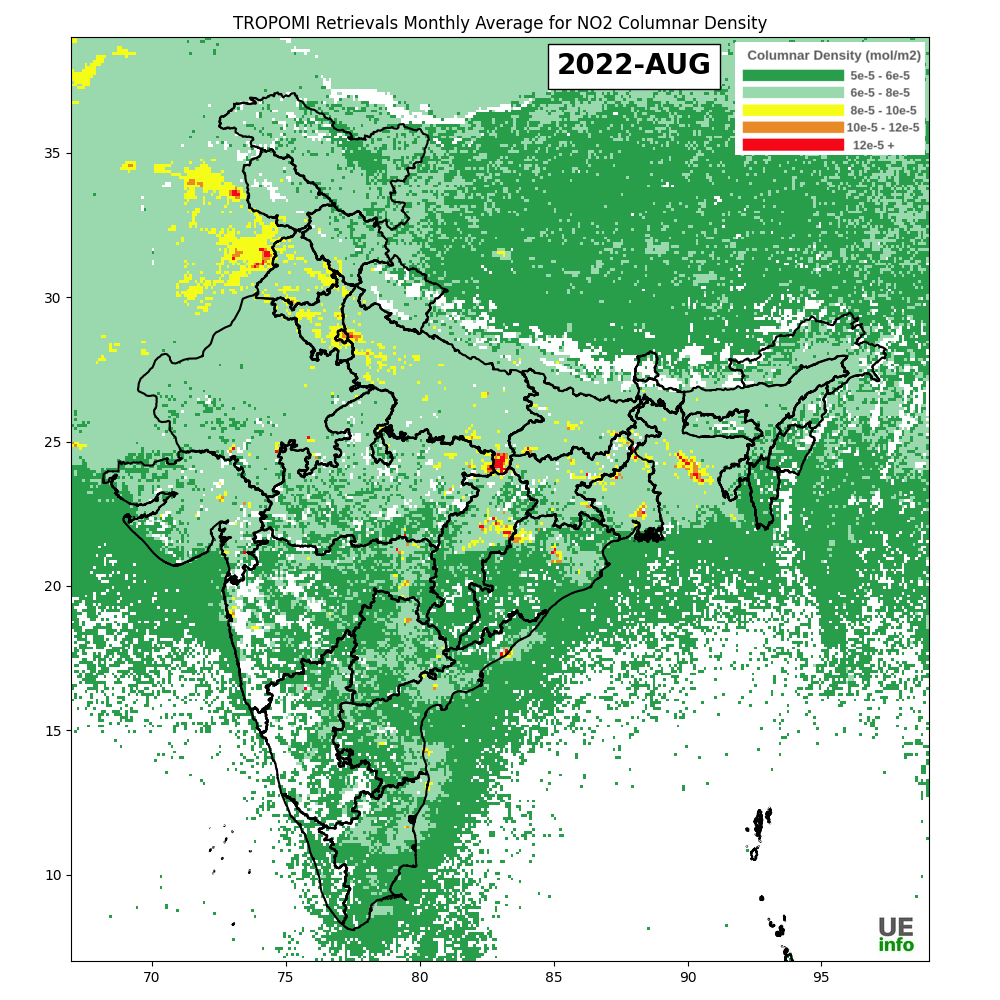 TROPOMI Retrievals Monthly Average for NO2 Columnar Density
2022-AUG
Columnar Density (mol/m2)
5e-5 - 6e-5
6e-5 - 8e-5
8e-5 - 10e-5
10e-5 - 12e-5
12e-5 +
35
30
25
20
15
10
70
75
80
85
90
95
UE
info